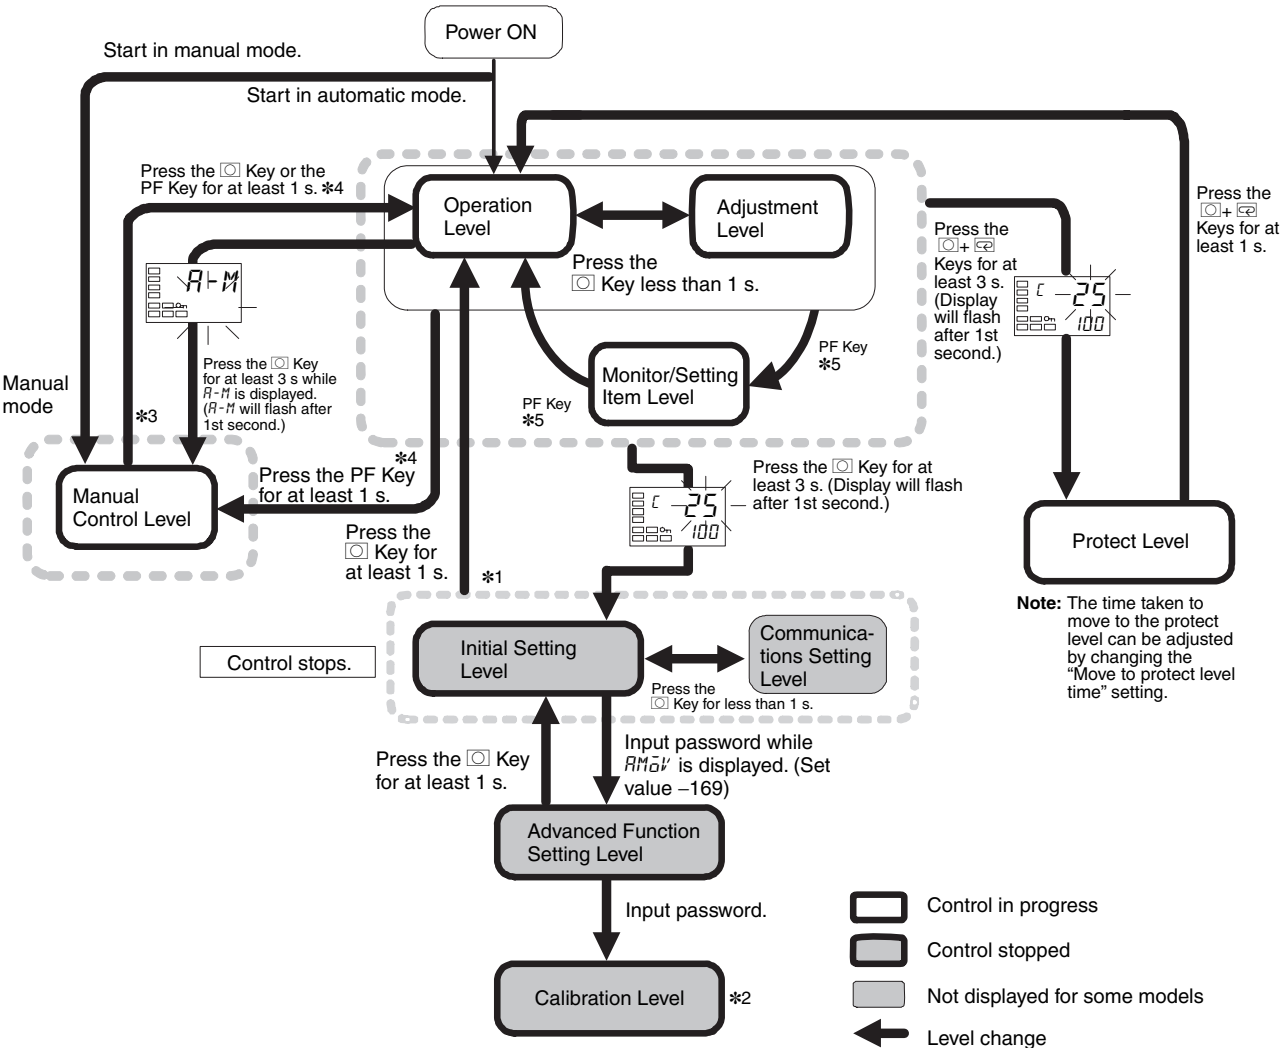 Power ON
Start in manual mode.
Start in automatic mode.
Press the Key or the
PF Key for at least 1 s. ✻4
Operation
Level
Adjustment
Level
Press the
Key less than 1 s.
Press the
+
Keys for at
least 3 s.
(Display
will flash
after 1st
second.)
Press the
+
Keys for at
least 1 s.
A-M
C 25
100
Press the Key
for at least 3 s while
A-M is displayed.
(A-M will flash after
1st second.)
Manual
mode
✻3
Monitor/Setting
Item Level
PF Key
✻5
PF Key
✻5
✻4
Press the PF Key
for at least 1 s.
Manual
Control Level
Press the
Key for
at least 1 s.
✻1
C 25
100
Press the Key for at
least 3 s. (Display will flash
after 1st second.)
Protect Level
Note: The time taken to
move to the protect
level can be adjusted
by changing the
“Move to protect level
time” setting.
Control stops.
Initial Setting
Level
Communica-
tions Setting
Level
Press the
Key for less than 1 s.
Press the Key
for at least 1 s.
Input password while
AMoV is displayed. (Set
value −169)
Advanced Function
Setting Level
Input password.
Calibration Level
✻2
Control in progress
Control stopped
Not displayed for some models
Level change